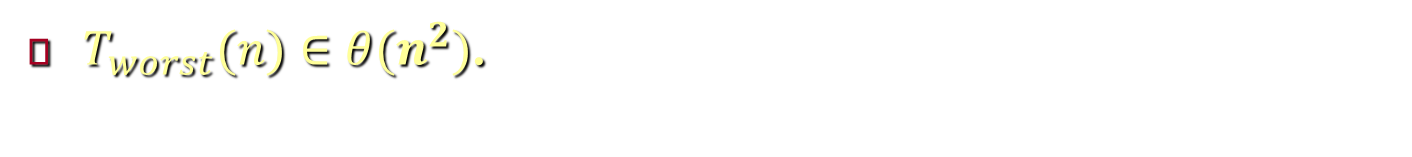 ▯ T_worst(n) ∈ θ(n²).